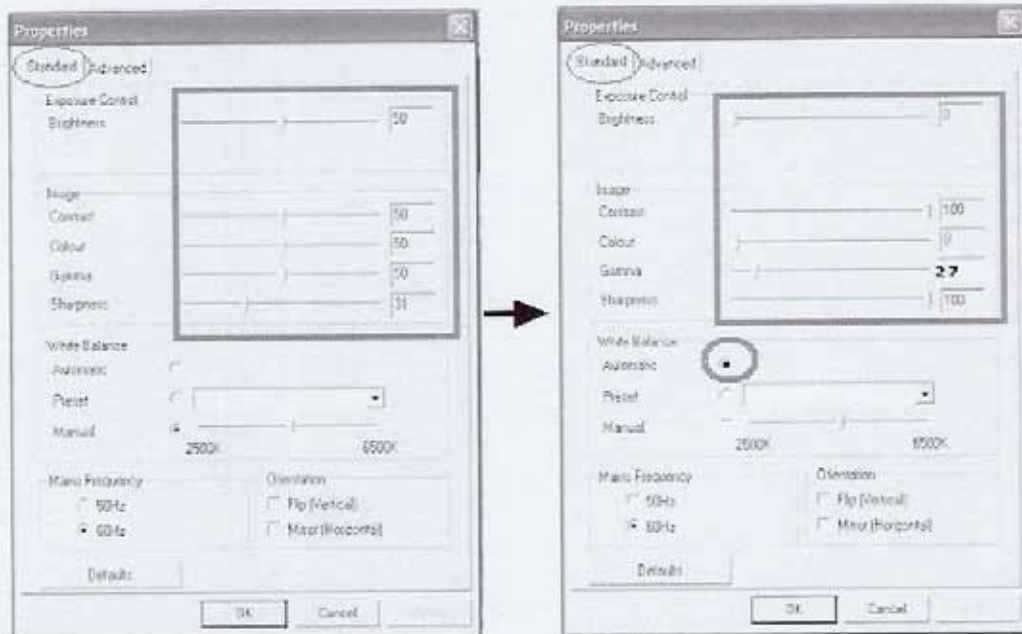 Properties
Standard Advanced
Exposure Control
Brightness 50
Image
Contrast 50
Colour 50
Gamma 50
Sharpness 31
White Balance
Automatic
Preset
Manual
2500K 6500K
Mains Frequency
50Hz
60Hz
Orientation
Flip (Vertical)
Mirror (Horizontal)
Defaults
OK Cancel
Properties
Standard Advanced
Exposure Control
Brightness 0
Image
Contrast 100
Colour 0
Gamma 27
Sharpness 100
White Balance
Automatic
Preset
Manual
2500K 6500K
Mains Frequency
50Hz
60Hz
Orientation
Flip (Vertical)
Mirror (Horizontal)
Defaults
OK Cancel